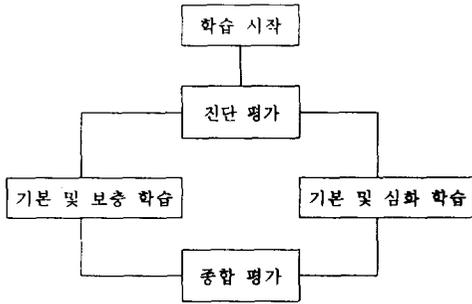 학습 시작
진단 평가
기본 및 보충 학습
기본 및 심화 학습
종합 평가